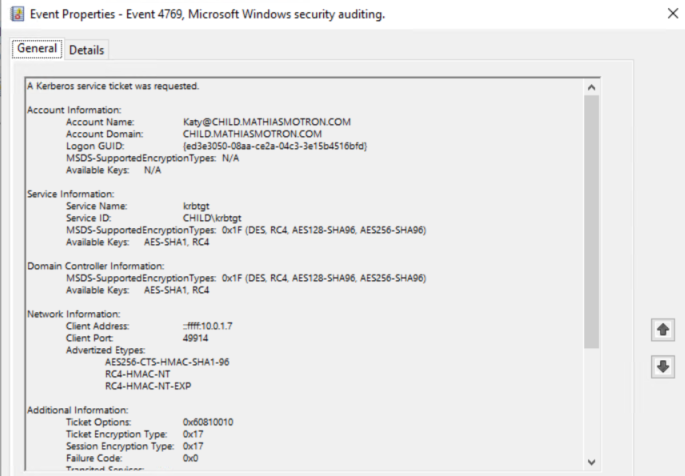 Event Properties - Event 4769, Microsoft Windows security auditing.
General Details
A Kerberos service ticket was requested.
Account Information:
Account Name: Katy@CHILD.MATHIASMOTRON.COM
Account Domain: CHILD.MATHIASMOTRON.COM
Logon GUID: {ed3e3050-08aa-ce2a-04c3-3e15b4516bfd}
MSDS-SupportedEncryptionTypes: N/A
Available Keys: N/A
Service Information:
Service Name: krbtgt
Service ID: CHILD\krbtgt
MSDS-SupportedEncryptionTypes: 0x1F (DES, RC4, AES128-SHA96, AES256-SHA96)
Available Keys: AES-SHA1, RC4
Domain Controller Information:
MSDS-SupportedEncryptionTypes: 0x1F (DES, RC4, AES128-SHA96, AES256-SHA96)
Available Keys: AES-SHA1, RC4
Network Information:
Client Address: ::ffff:10.0.1.7
Client Port: 49914
Advertized Etypes:
AES256-CTS-HMAC-SHA1-96
RC4-HMAC-NT
RC4-HMAC-NT-EXP
Additional Information:
Ticket Options: 0x60810010
Ticket Encryption Type: 0x17
Session Encryption Type: 0x17
Failure Code: 0x0
Transited Services: